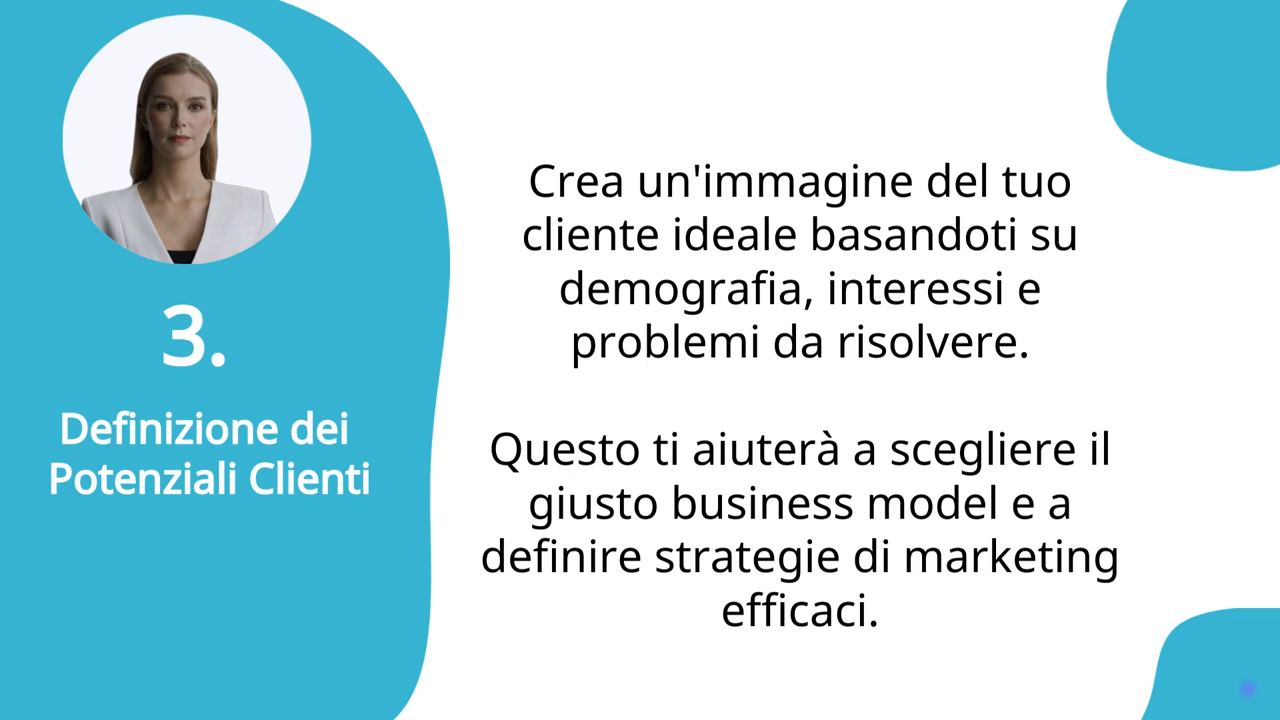 3.
Definizione dei
Potenziali Clienti
Crea un'immagine del tuo
cliente ideale basandoti su
demografia, interessi e
problemi da risolvere.
Questo ti aiuterà a scegliere il
giusto business model e a
definire strategie di marketing
efficaci.